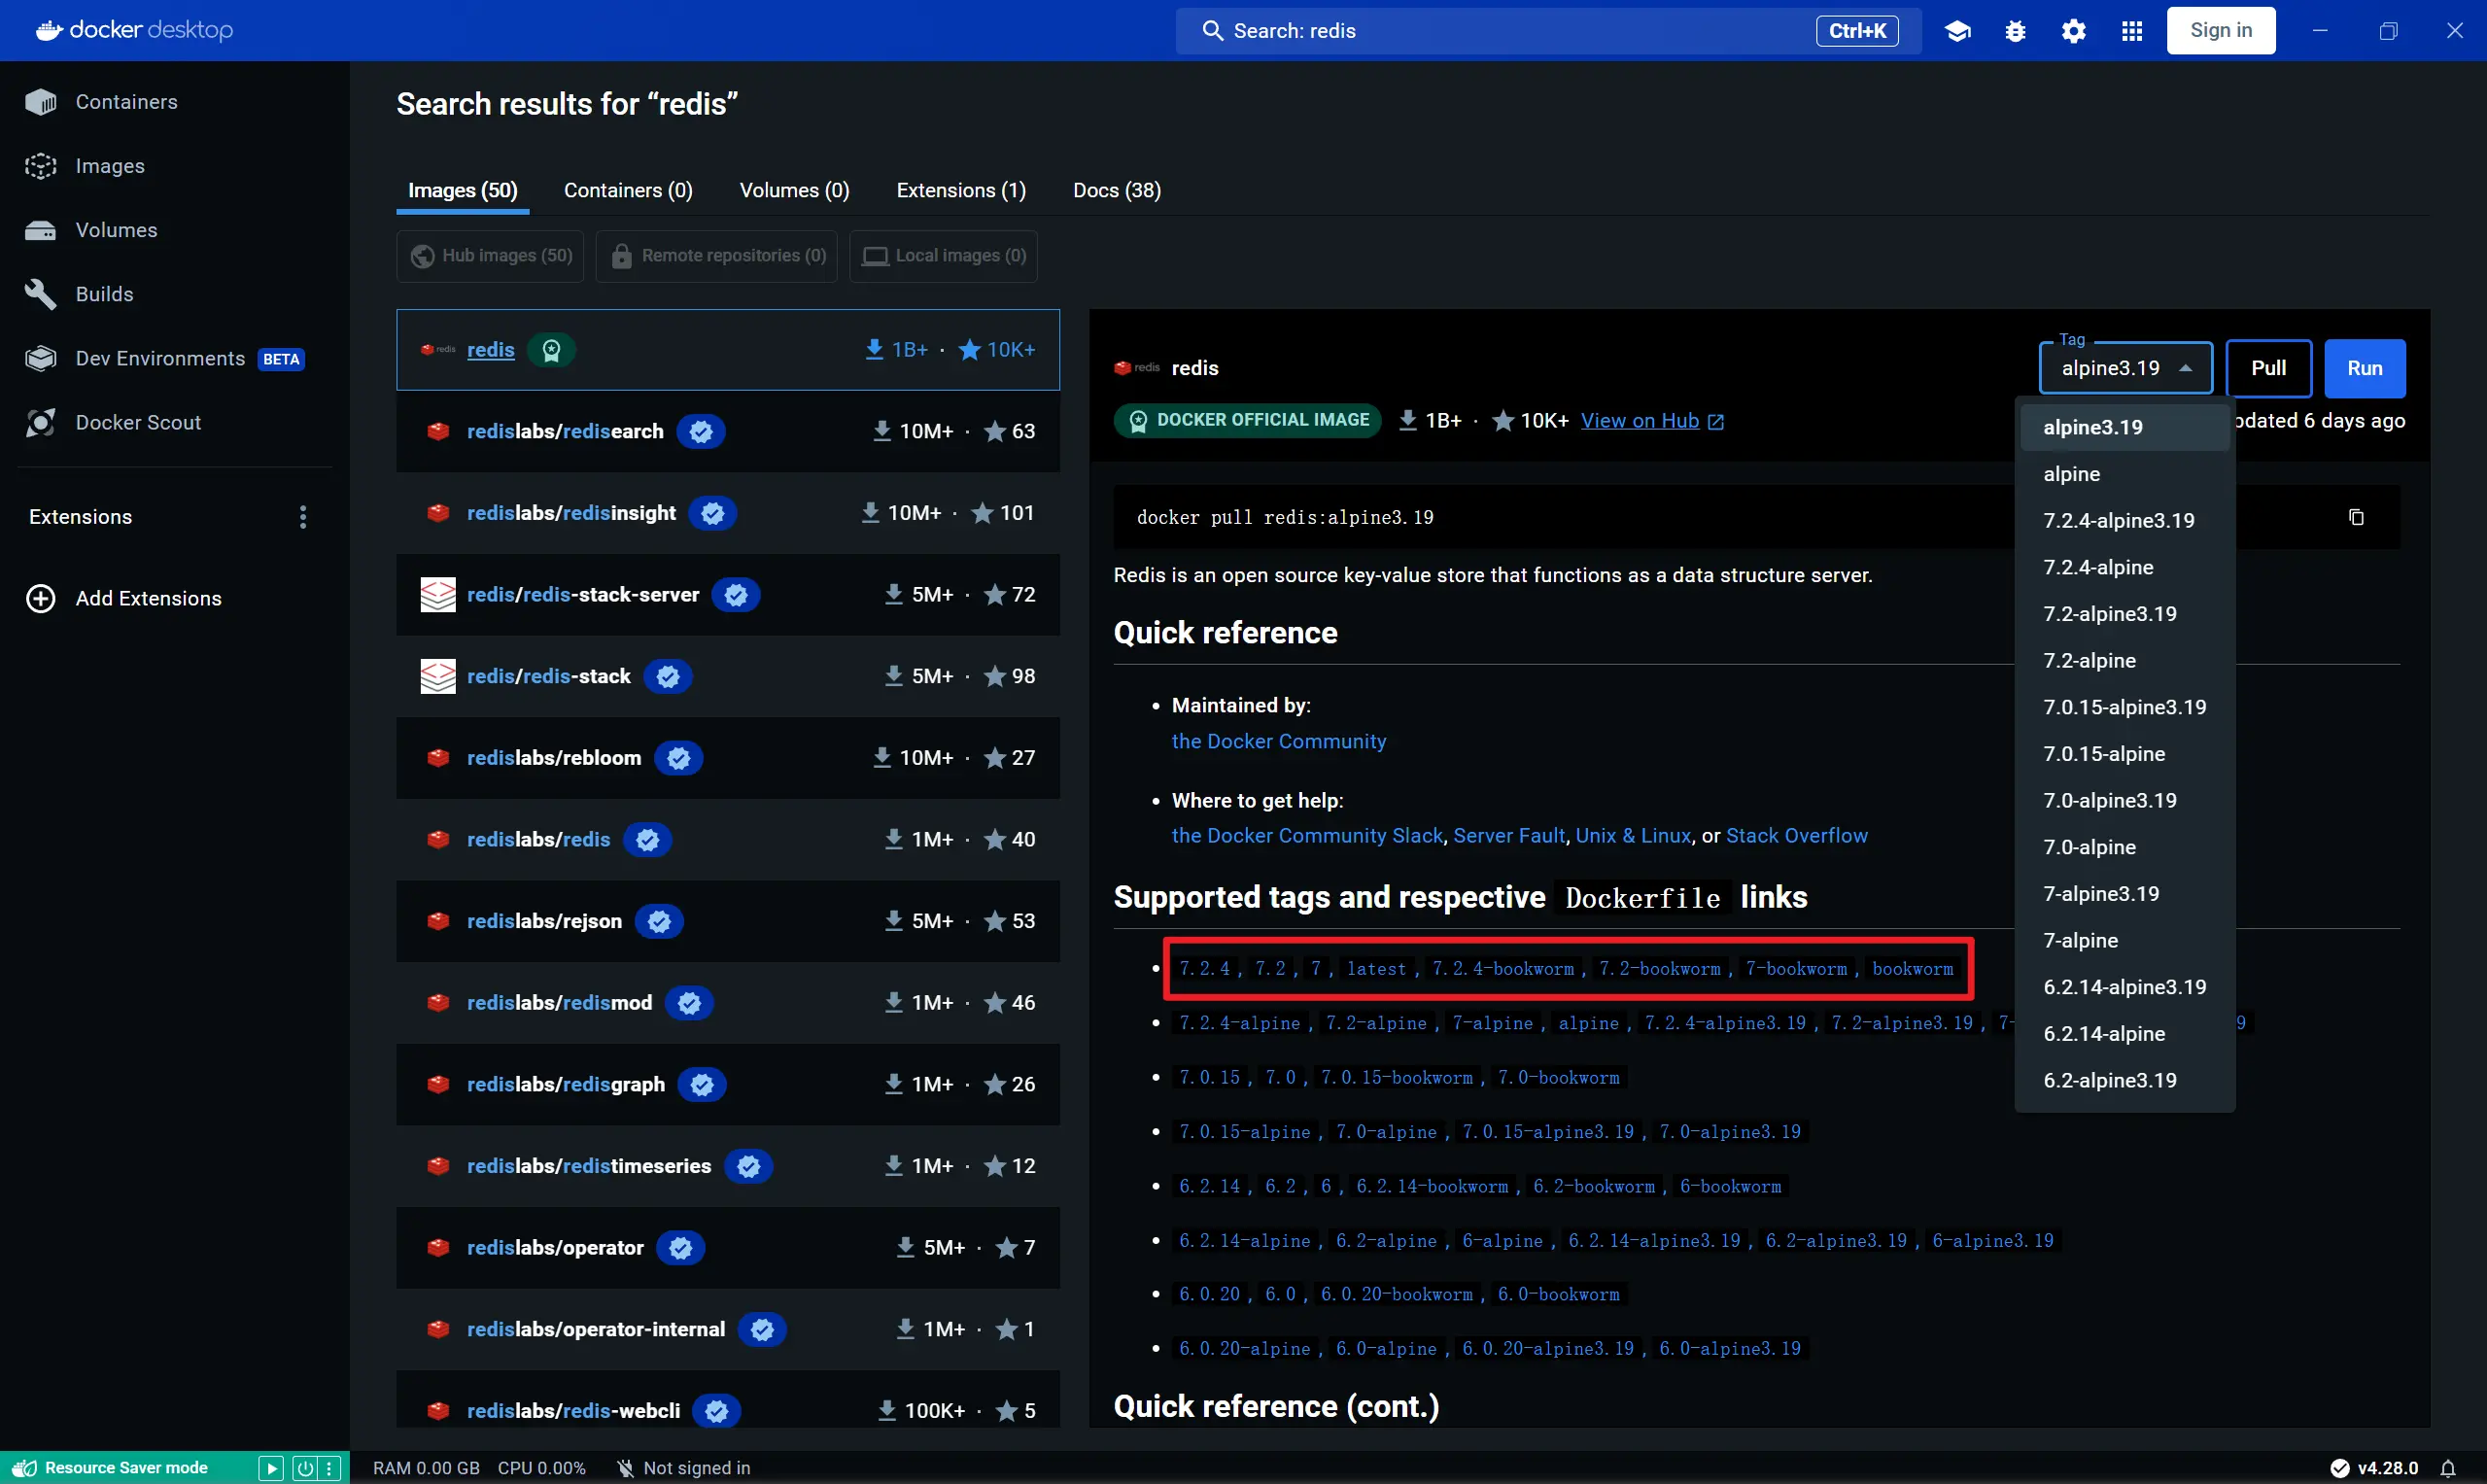 docker desktop
Search: redis
Ctrl+K
Sign in
Containers
Images
Volumes
Builds
Dev Environments BETA
Docker Scout
Extensions
Add Extensions
Search results for “redis”
Images (50)
Containers (0)
Volumes (0)
Extensions (1)
Docs (38)
Hub images (50)
Remote repositories (0)
Local images (0)
redis redis 1B+ · 10K+
redislabs/redisearch 10M+ · 63
redislabs/redisinsight 10M+ · 101
redis/redis-stack-server 5M+ · 72
redis/redis-stack 5M+ · 98
redislabs/rebloom 10M+ · 27
redislabs/redis 1M+ · 40
redislabs/rejson 5M+ · 53
redislabs/redismod 1M+ · 46
redislabs/redisgraph 1M+ · 26
redislabs/redistimeseries 1M+ · 12
redislabs/operator 5M+ · 7
redislabs/operator-internal 1M+ · 1
redislabs/redis-webcli 100K+ · 5
redis redis
Tag
alpine3.19
Pull
Run
DOCKER OFFICIAL IMAGE 1B+ · 10K+ View on Hub
pdated 6 days ago
alpine3.19
alpine
7.2.4-alpine3.19
7.2.4-alpine
7.2-alpine3.19
7.2-alpine
7.0.15-alpine3.19
7.0.15-alpine
7.0-alpine3.19
7.0-alpine
7-alpine3.19
7-alpine
6.2.14-alpine3.19
6.2.14-alpine
6.2-alpine3.19
docker pull redis:alpine3.19
Redis is an open source key-value store that functions as a data structure server.
Quick reference
• Maintained by:
the Docker Community
• Where to get help:
the Docker Community Slack, Server Fault, Unix & Linux, or Stack Overflow
Supported tags and respective Dockerfile links
• 7.2.4, 7.2, 7, latest, 7.2.4-bookworm, 7.2-bookworm, 7-bookworm, bookworm
• 7.2.4-alpine, 7.2-alpine, 7-alpine, alpine, 7.2.4-alpine3.19, 7.2-alpine3.19, 7- 9
• 7.0.15, 7.0, 7.0.15-bookworm, 7.0-bookworm
• 7.0.15-alpine, 7.0-alpine, 7.0.15-alpine3.19, 7.0-alpine3.19
• 6.2.14, 6.2, 6, 6.2.14-bookworm, 6.2-bookworm, 6-bookworm
• 6.2.14-alpine, 6.2-alpine, 6-alpine, 6.2.14-alpine3.19, 6.2-alpine3.19, 6-alpine3.19
• 6.0.20, 6.0, 6.0.20-bookworm, 6.0-bookworm
• 6.0.20-alpine, 6.0-alpine, 6.0.20-alpine3.19, 6.0-alpine3.19
Quick reference (cont.)
Resource Saver mode
RAM 0.00 GB CPU 0.00%
Not signed in
v4.28.0